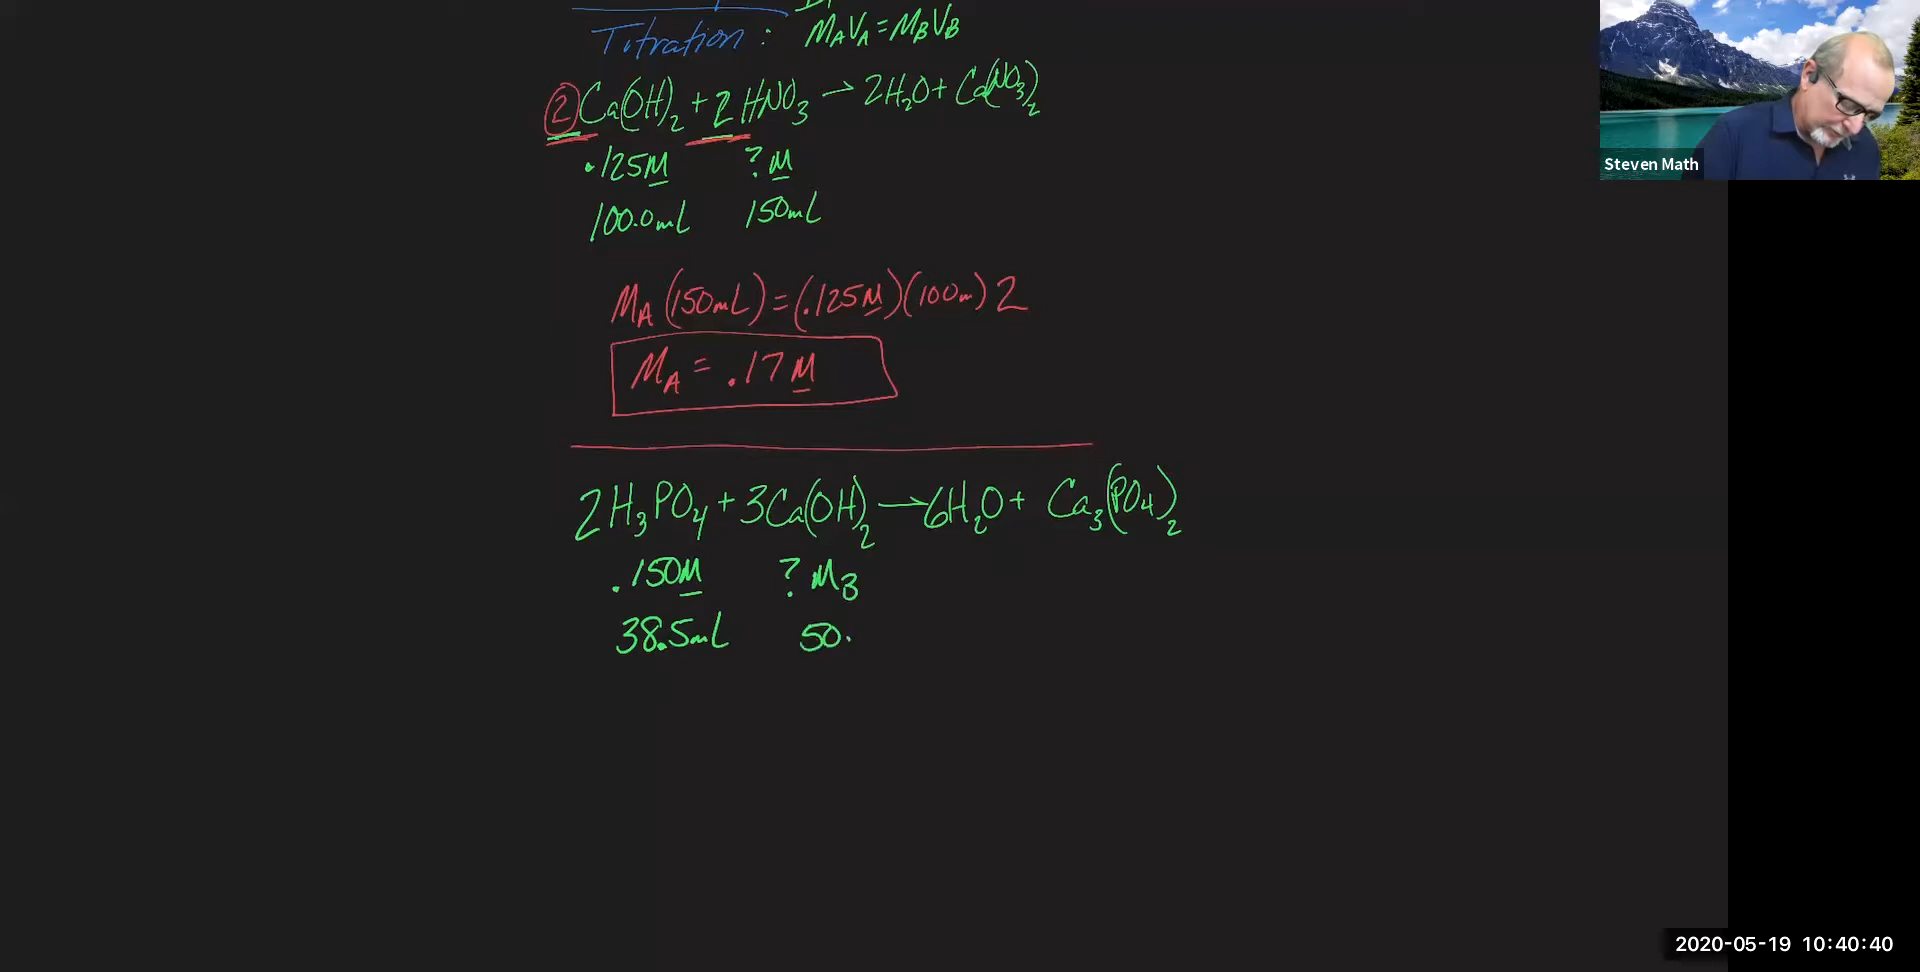 Titration : MAVA = MBVB
② Ca(OH)2 + 2 HNO3 → 2H2O + Ca(NO3)2
.125M ? M
100.0mL 150mL
MA (150mL) = (.125M)(100m) 2
MA = .17 M
2H3PO4 + 3Ca(OH)2 → 6H2O + Ca3(PO4)2
.150M ? MB
38.5mL 50.
Steven Math
2020-05-19 10:40:40